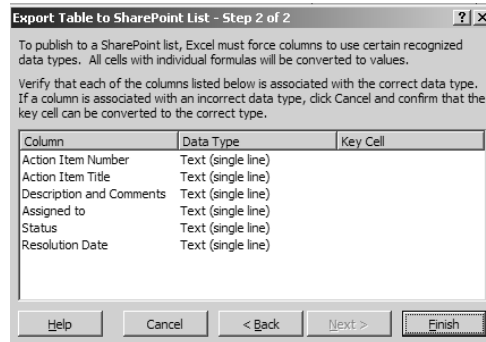 Export Table to SharePoint List - Step 2 of 2
To publish to a SharePoint list, Excel must force columns to use certain recognized
data types. All cells with individual formulas will be converted to values.
Verify that each of the columns listed below is associated with the correct data type.
If a column is associated with an incorrect data type, click Cancel and confirm that the
key cell can be converted to the correct type.
Column Data Type Key Cell
Action Item Number Text (single line)
Action Item Title Text (single line)
Description and Comments Text (single line)
Assigned to Text (single line)
Status Text (single line)
Resolution Date Text (single line)
Help Cancel < Back Next > Finish